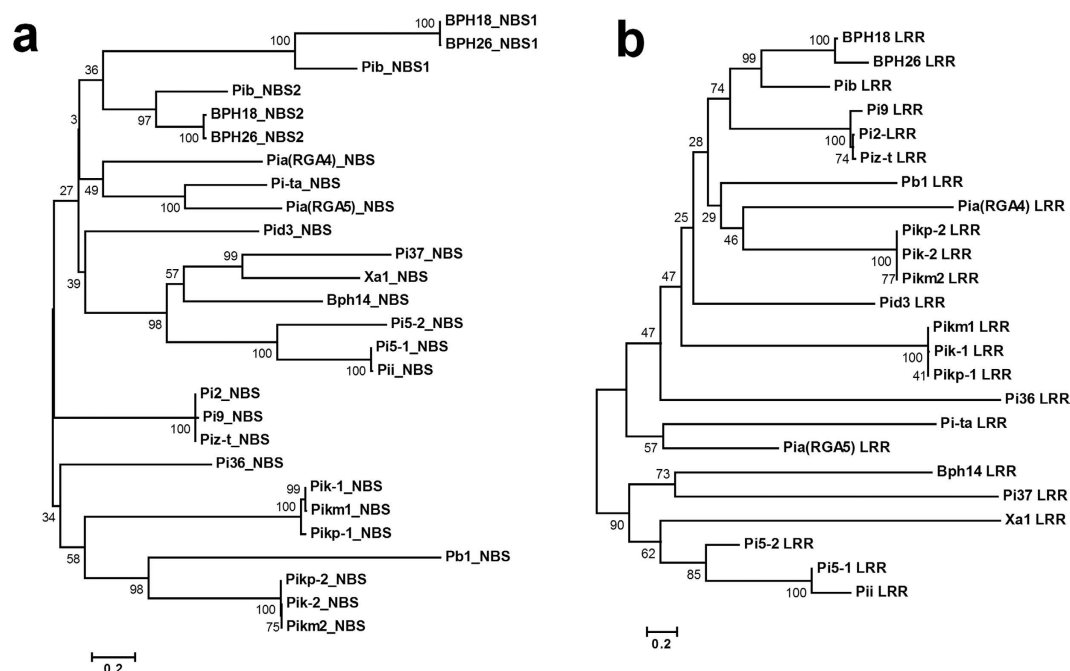 a
100
BPH18_NBS1
BPH26_NBS1
100
Pib_NBS1
36
Pib_NBS2
97
BPH18_NBS2
100
BPH26_NBS2
3
Pia(RGA4)_NBS
49
Pi-ta_NBS
100
Pia(RGA5)_NBS
27
Pid3_NBS
39
99
Pi37_NBS
57
Xa1_NBS
Bph14_NBS
98
Pi5-2_NBS
100
Pi5-1_NBS
100
Pii_NBS
Pi2_NBS
Pi9_NBS
100
Piz-t_NBS
Pi36_NBS
34
99
Pik-1_NBS
100
Pikm1_NBS
Pikp-1_NBS
58
Pb1_NBS
98
Pikp-2_NBS
100
Pik-2_NBS
75
Pikm2_NBS
0.2
b
100
BPH18 LRR
BPH26 LRR
99
Pib LRR
74
Pi9 LRR
100
Pi2-LRR
74
Piz-t LRR
28
Pb1 LRR
29
Pia(RGA4) LRR
46
Pikp-2 LRR
100
Pik-2 LRR
77
Pikm2 LRR
25
Pid3 LRR
47
Pikm1 LRR
100
Pik-1 LRR
41
Pikp-1 LRR
47
Pi36 LRR
Pi-ta LRR
57
Pia(RGA5) LRR
73
Bph14 LRR
Pi37 LRR
90
Xa1 LRR
62
Pi5-2 LRR
85
Pi5-1 LRR
100
Pii LRR
0.2